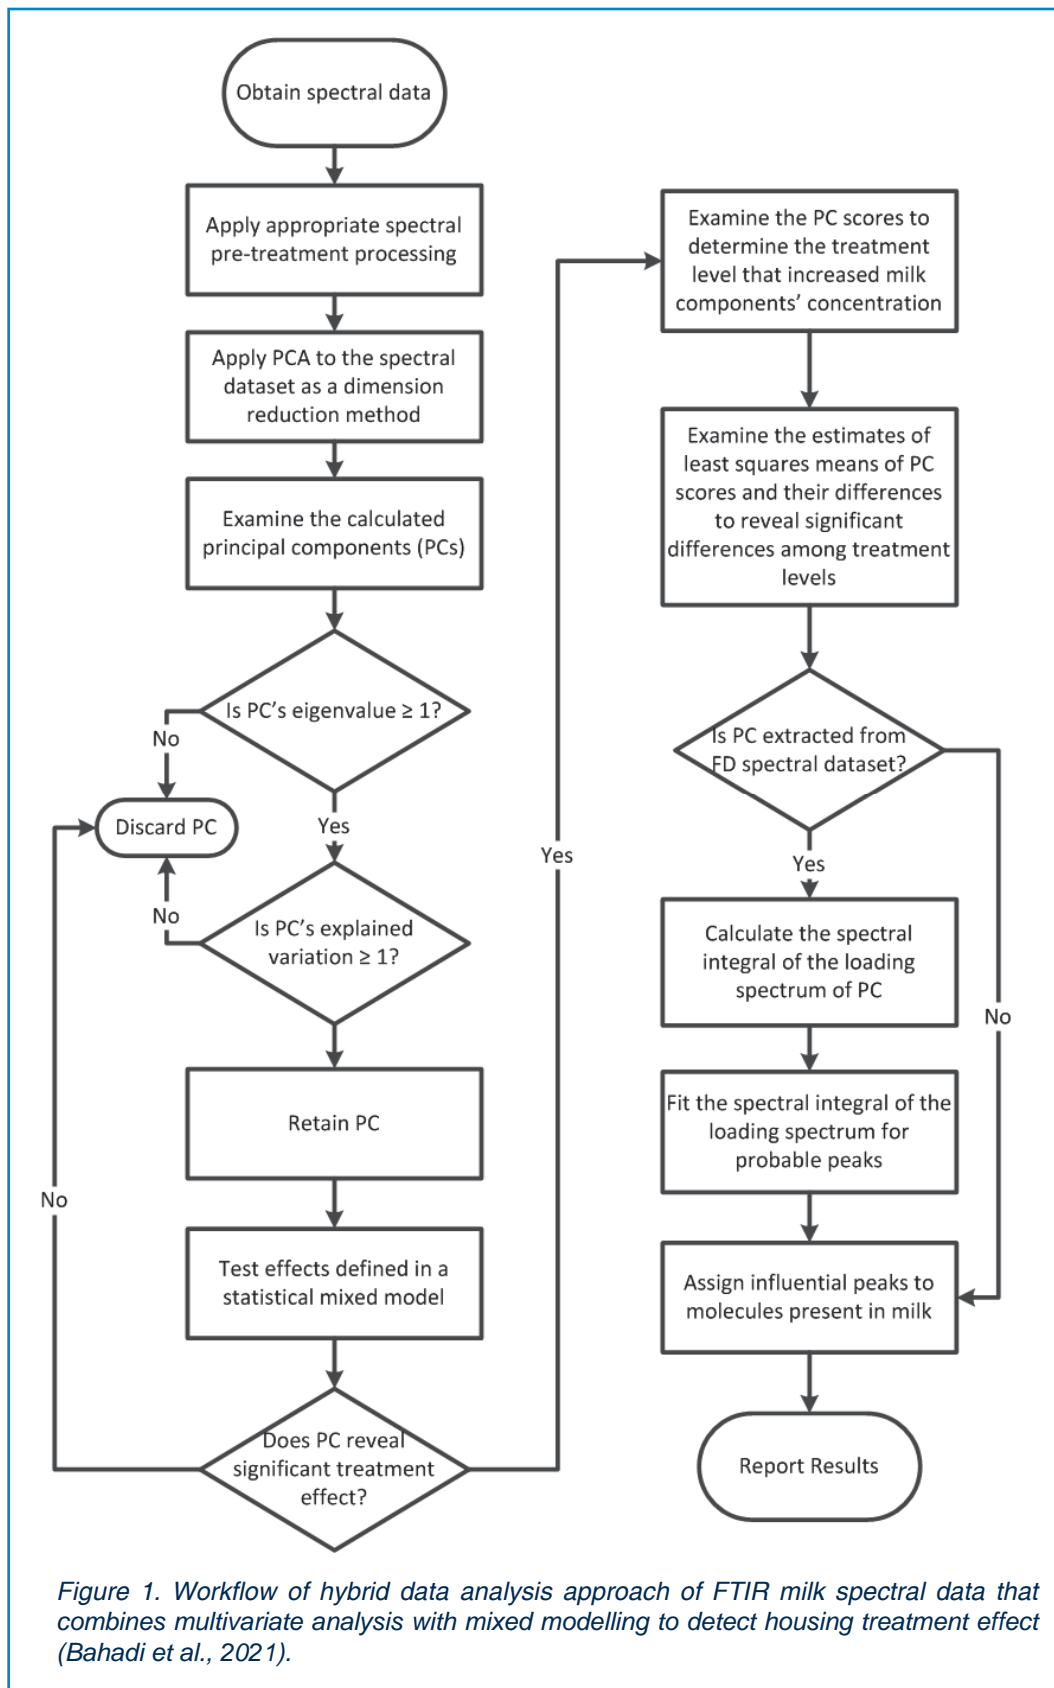 Obtain spectral data
Apply appropriate spectral
pre-treatment processing
Apply PCA to the spectral
dataset as a dimension
reduction method
Examine the calculated
principal components (PCs)
Is PC's eigenvalue ≥ 1?
No
Discard PC
Yes
No
Is PC's explained
variation ≥ 1?
Retain PC
No
Test effects defined in a
statistical mixed model
Does PC reveal
significant treatment
effect?
Yes
Examine the PC scores to
determine the treatment
level that increased milk
components' concentration
Examine the estimates of
least squares means of PC
scores and their differences
to reveal significant
differences among treatment
levels
Is PC extracted from
FD spectral dataset?
Yes
Calculate the spectral
integral of the loading
spectrum of PC
No
Fit the spectral integral of the
loading spectrum for
probable peaks
Assign influential peaks to
molecules present in milk
Report Results
Figure 1. Workflow of hybrid data analysis approach of FTIR milk spectral data that
combines multivariate analysis with mixed modelling to detect housing treatment effect
(Bahadi et al., 2021).